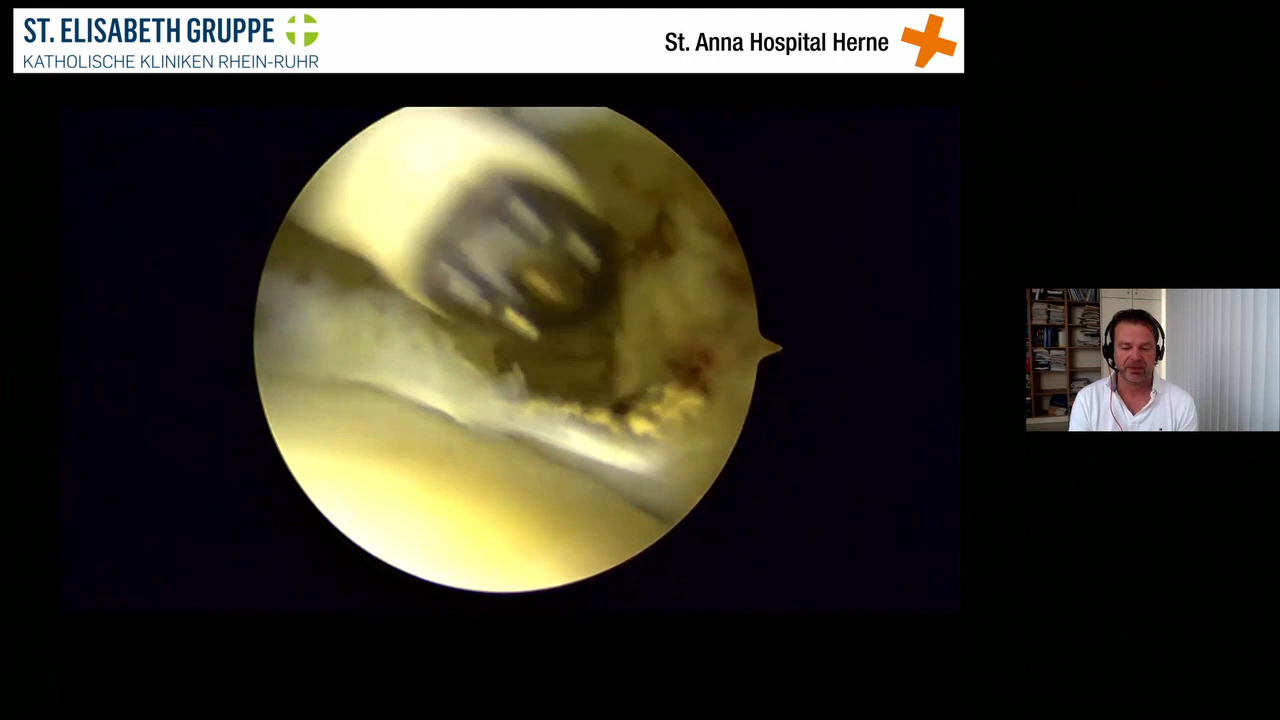 ST. ELISABETH GRUPPE
KATHOLISCHE KLINIKEN RHEIN-RUHR
St. Anna Hospital Herne